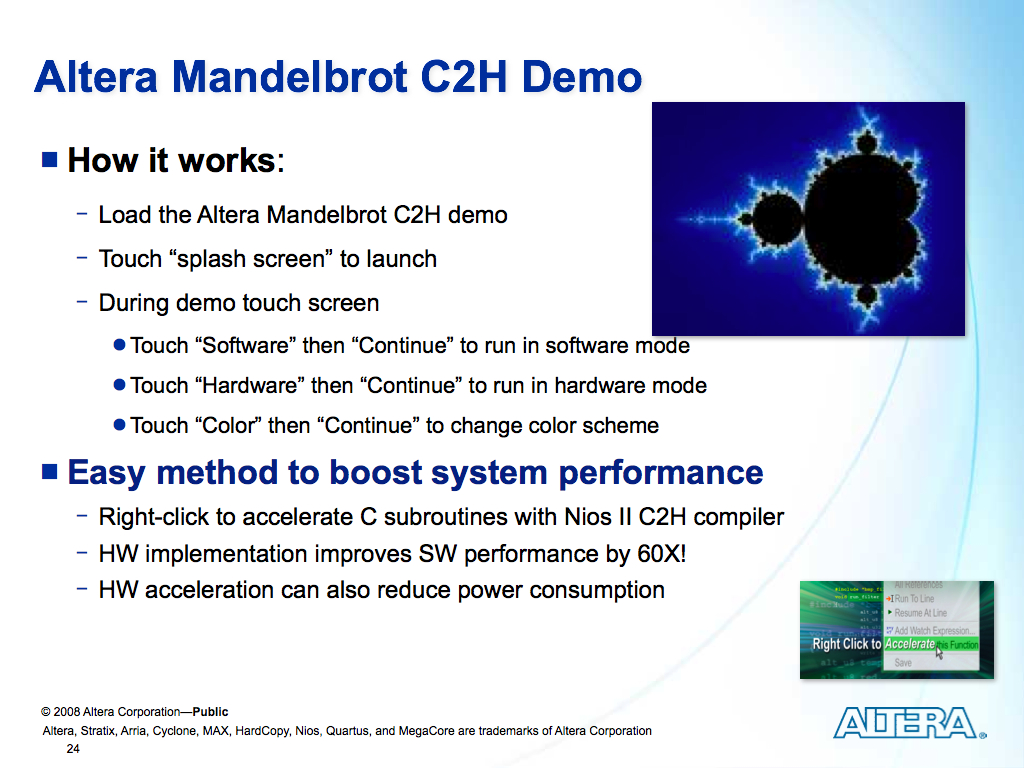 Altera Mandelbrot C2H Demo
■ How it works:
– Load the Altera Mandelbrot C2H demo
– Touch “splash screen” to launch
– During demo touch screen
● Touch “Software” then “Continue” to run in software mode
● Touch “Hardware” then “Continue” to run in hardware mode
● Touch “Color” then “Continue” to change color scheme
■ Easy method to boost system performance
– Right-click to accelerate C subroutines with Nios II C2H compiler
– HW implementation improves SW performance by 60X!
– HW acceleration can also reduce power consumption
All References
Run To Line
Resume At Line
Add Watch Expression...
Right Click to Accelerate this Function
Save
© 2008 Altera Corporation—Public
Altera, Stratix, Arria, Cyclone, MAX, HardCopy, Nios, Quartus, and MegaCore are trademarks of Altera Corporation
24
ALTERA®